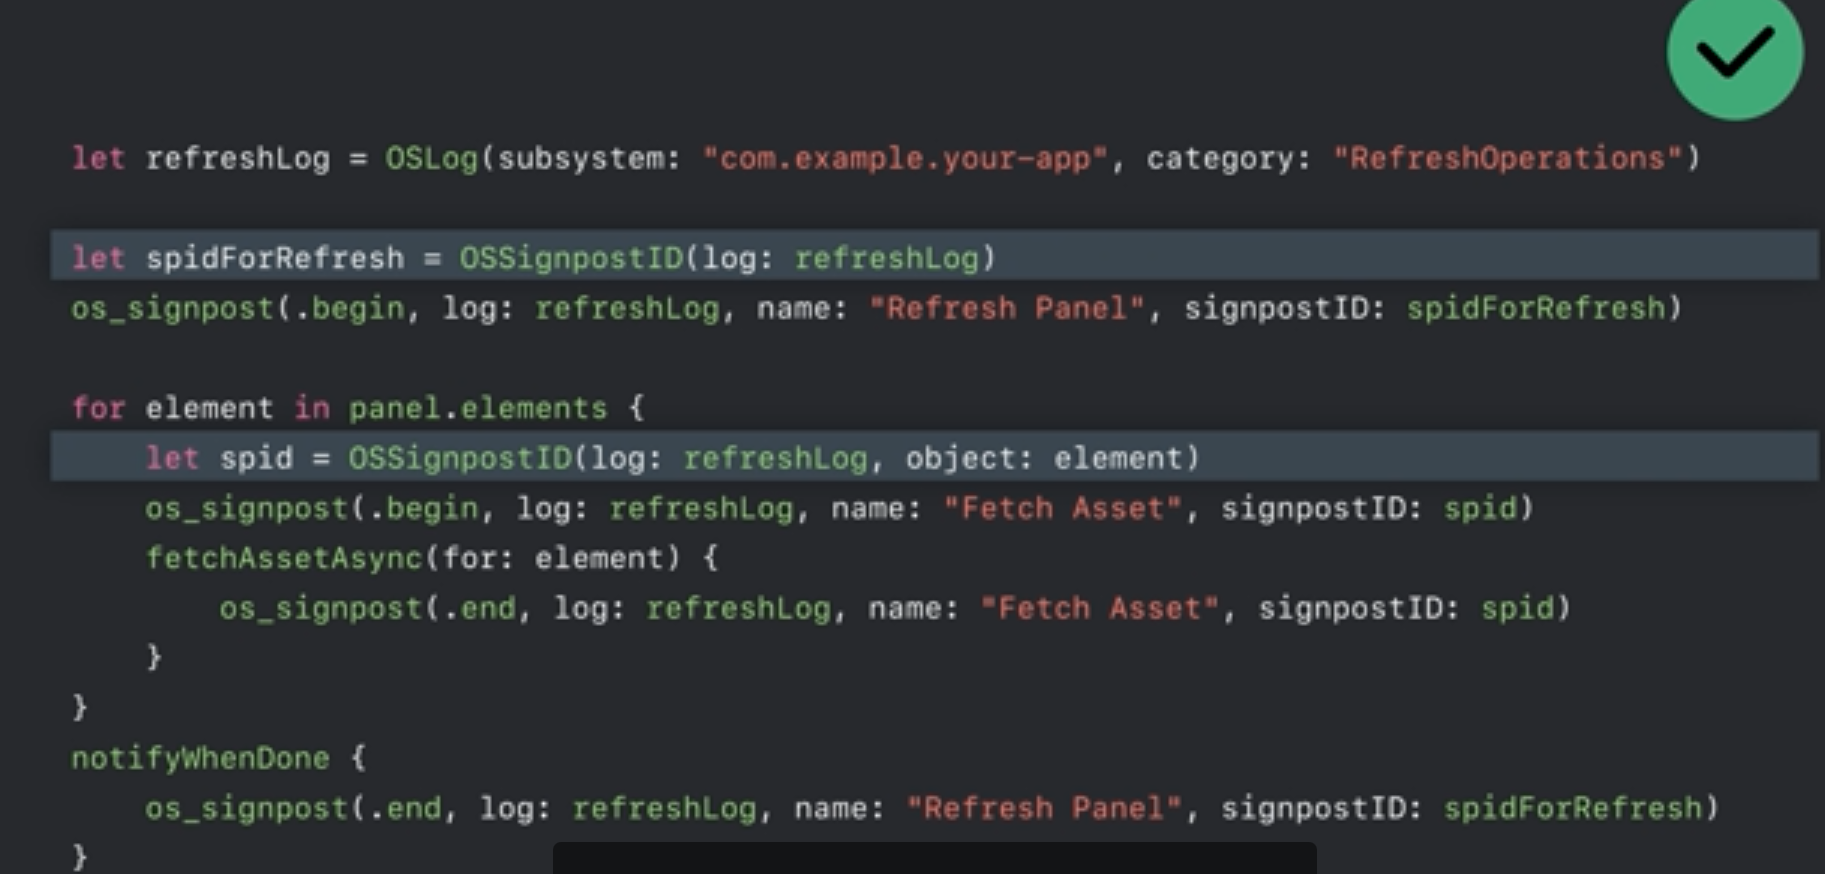 let refreshLog = OSLog(subsystem: "com.example.your-app", category: "RefreshOperations")
let spidForRefresh = OSSignpostID(log: refreshLog)
os_signpost(.begin, log: refreshLog, name: "Refresh Panel", signpostID: spidForRefresh)
for element in panel.elements {
    let spid = OSSignpostID(log: refreshLog, object: element)
    os_signpost(.begin, log: refreshLog, name: "Fetch Asset", signpostID: spid)
    fetchAssetAsync(for: element) {
        os_signpost(.end, log: refreshLog, name: "Fetch Asset", signpostID: spid)
    }
}
notifyWhenDone {
    os_signpost(.end, log: refreshLog, name: "Refresh Panel", signpostID: spidForRefresh)
}